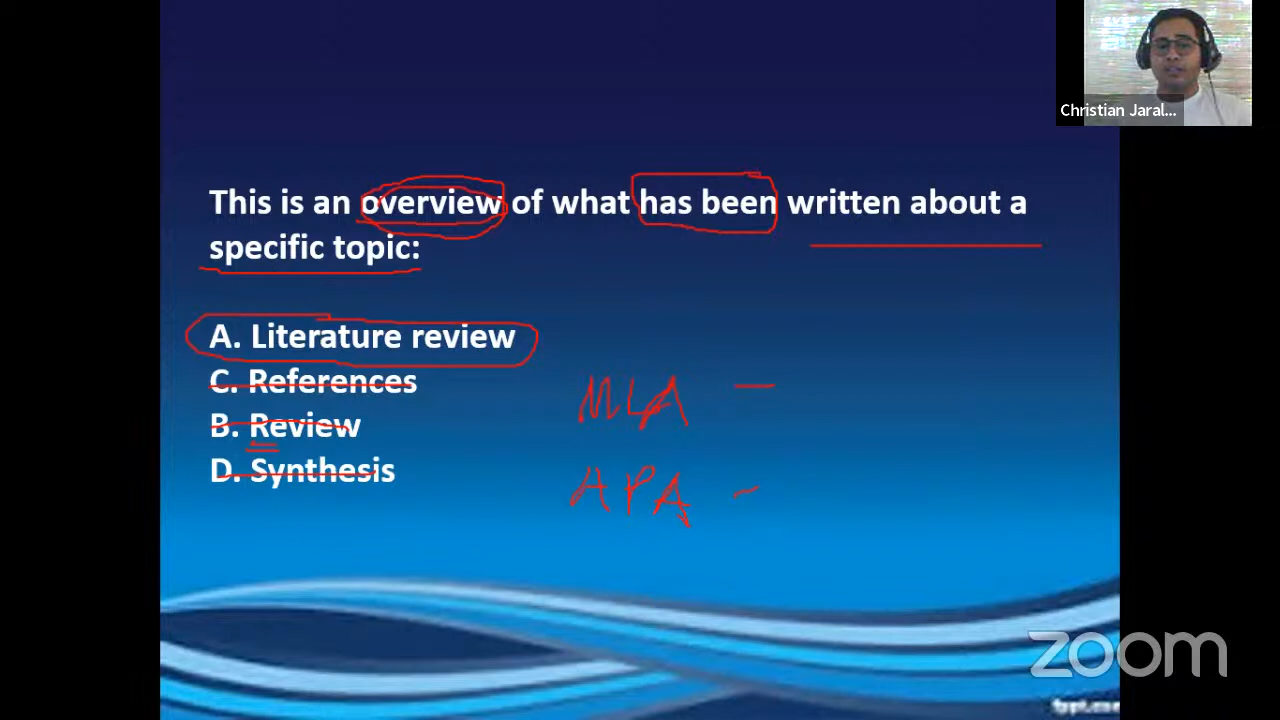 Christian Jaral...
This is an overview of what has been written about a
specific topic:
A. Literature review
C. References
B. Review
D. Synthesis
MLA —
APA –
zoom